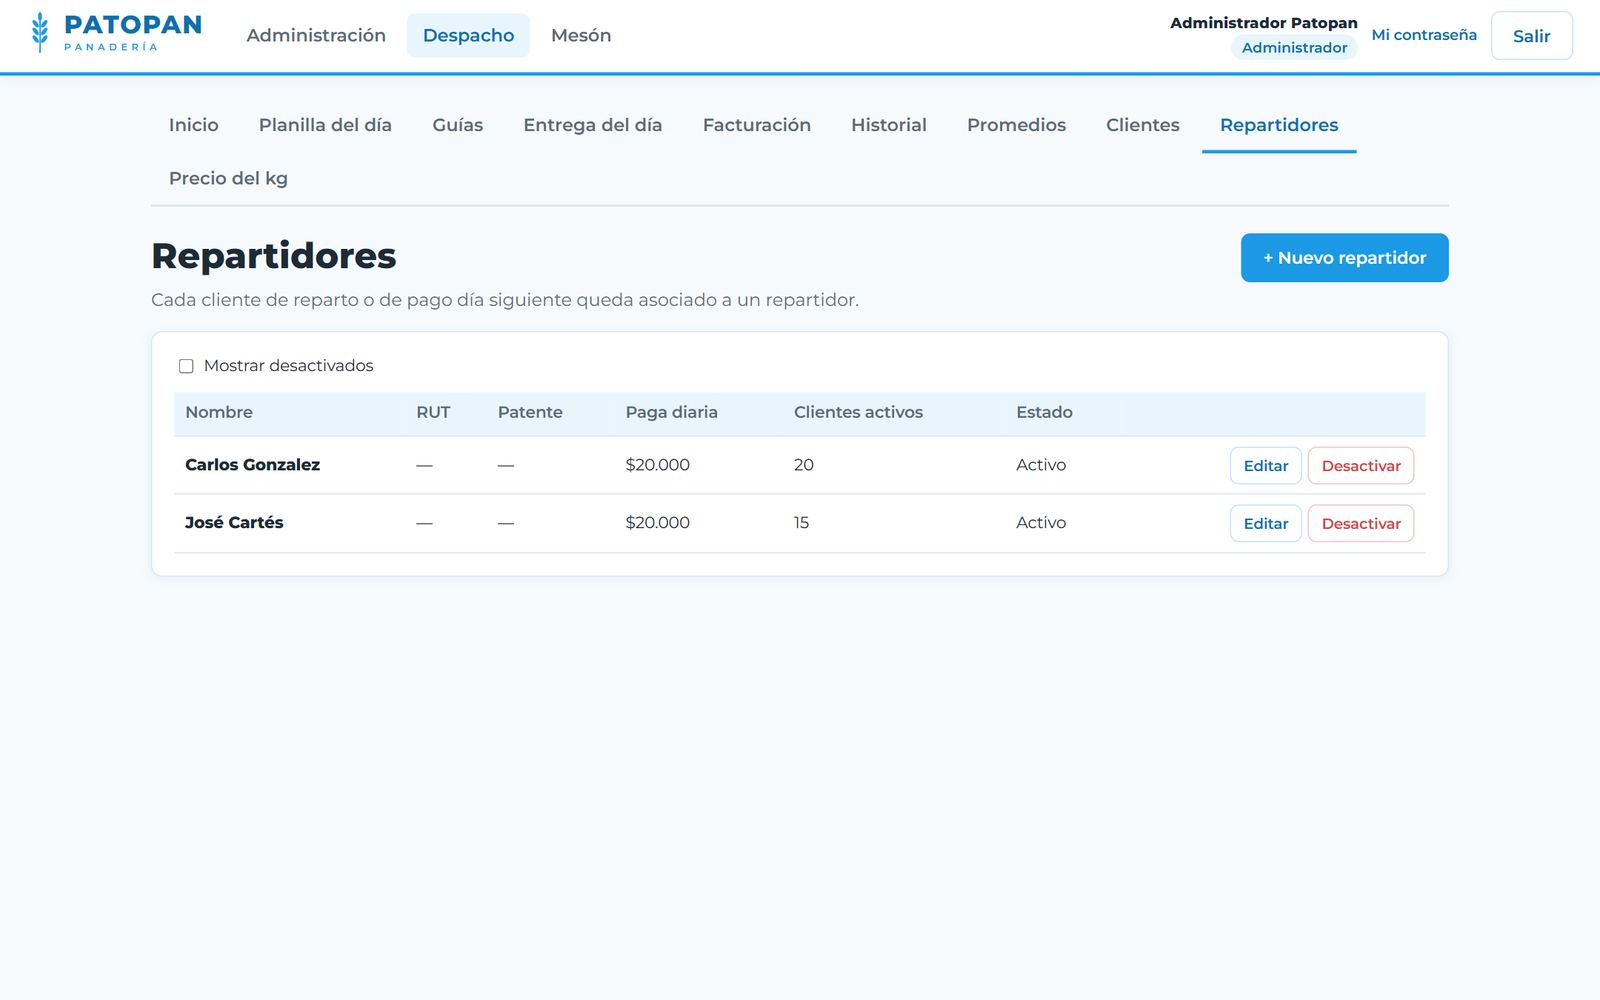 PATOPAN
PANADERÍA
Administración
Despacho
Mesón
Administrador Patopan
Administrador
Mi contraseña
Salir
Inicio
Planilla del día
Guías
Entrega del día
Facturación
Historial
Promedios
Clientes
Repartidores
Precio del kg
Repartidores
+ Nuevo repartidor
Cada cliente de reparto o de pago día siguiente queda asociado a un repartidor.
Mostrar desactivados
Nombre RUT Patente Paga diaria Clientes activos Estado
Carlos Gonzalez — — $20.000 20 Activo Editar Desactivar
José Cartés — — $20.000 15 Activo Editar Desactivar